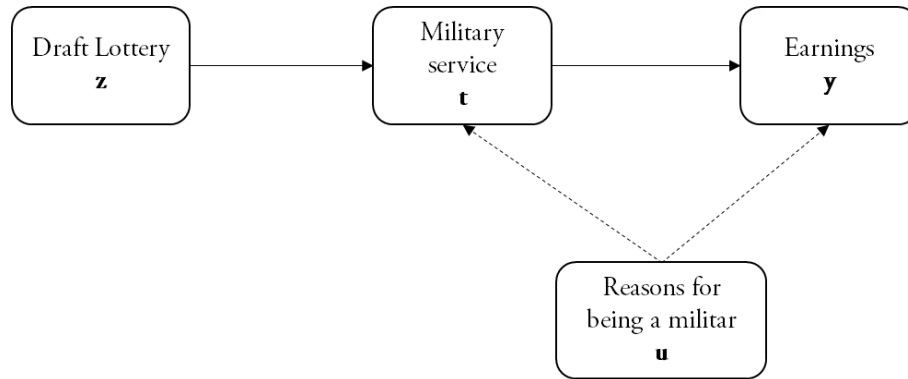 Draft Lottery
z
Military
service
t
Earnings
y
Reasons for
being a militar
u